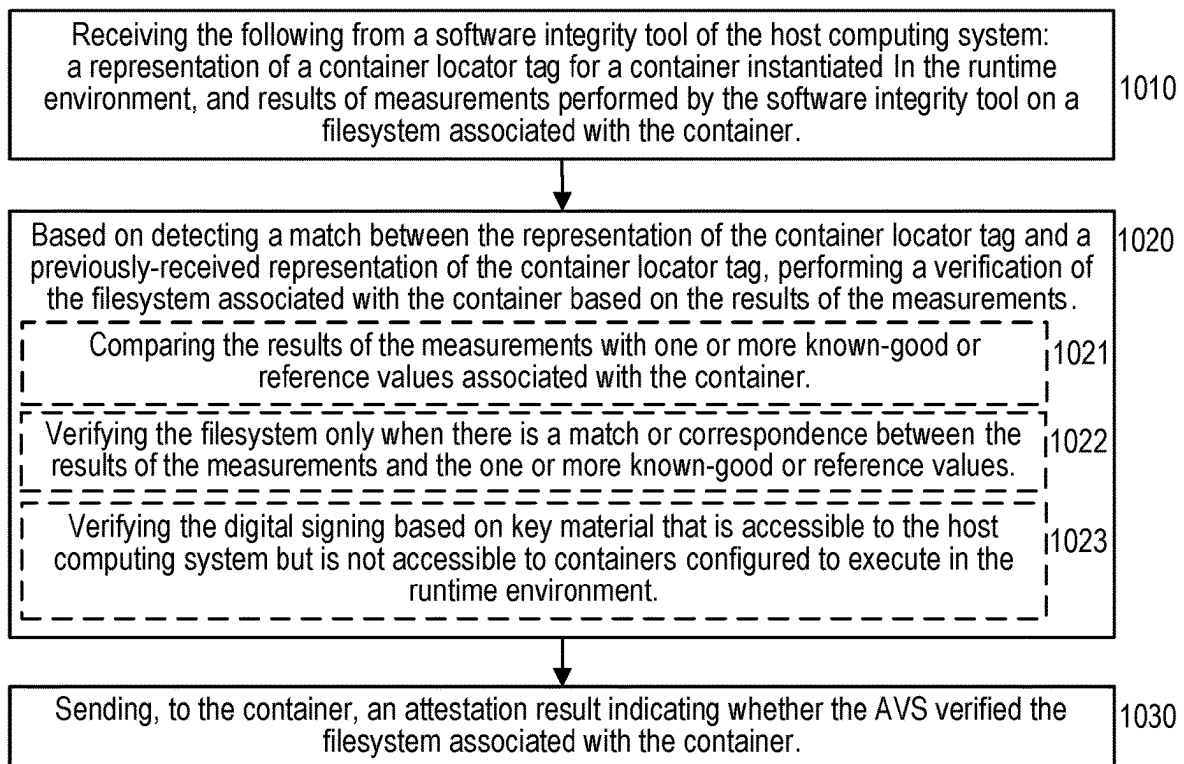 Receiving the following from a software integrity tool of the host computing system:
a representation of a container locator tag for a container instantiated In the runtime
environment, and results of measurements performed by the software integrity tool on a
filesystem associated with the container.
1010
Based on detecting a match between the representation of the container locator tag and a
previously-received representation of the container locator tag, performing a verification of
the filesystem associated with the container based on the results of the measurements.
1020
Comparing the results of the measurements with one or more known-good or
reference values associated with the container.
1021
Verifying the filesystem only when there is a match or correspondence between the
results of the measurements and the one or more known-good or reference values.
1022
Verifying the digital signing based on key material that is accessible to the host
computing system but is not accessible to containers configured to execute in the
runtime environment.
1023
Sending, to the container, an attestation result indicating whether the AVS verified the
filesystem associated with the container.
1030